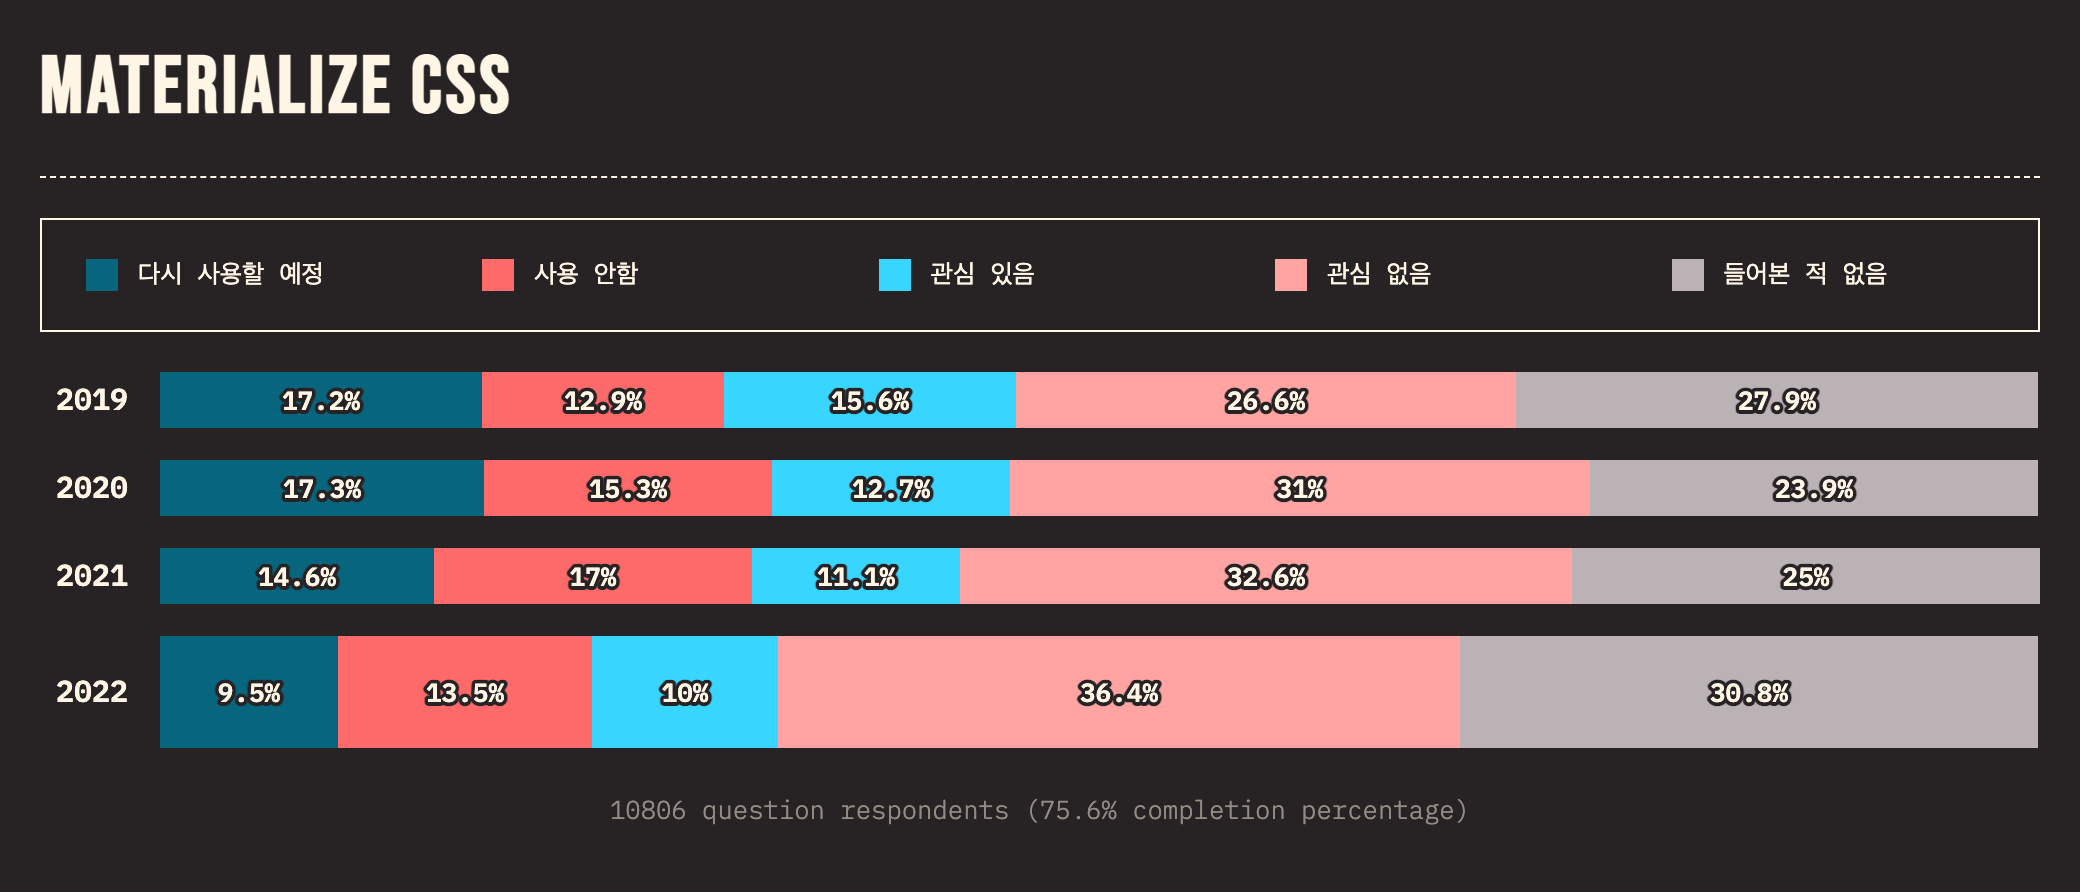 MATERIALIZE CSS
다시 사용할 예정 사용 안함 관심 있음 관심 없음 들어본 적 없음
2019 17.2% 12.9% 15.6% 26.6% 27.9%
2020 17.3% 15.3% 12.7% 31% 23.9%
2021 14.6% 17% 11.1% 32.6% 25%
2022 9.5% 13.5% 10% 36.4% 30.8%
10806 question respondents (75.6% completion percentage)